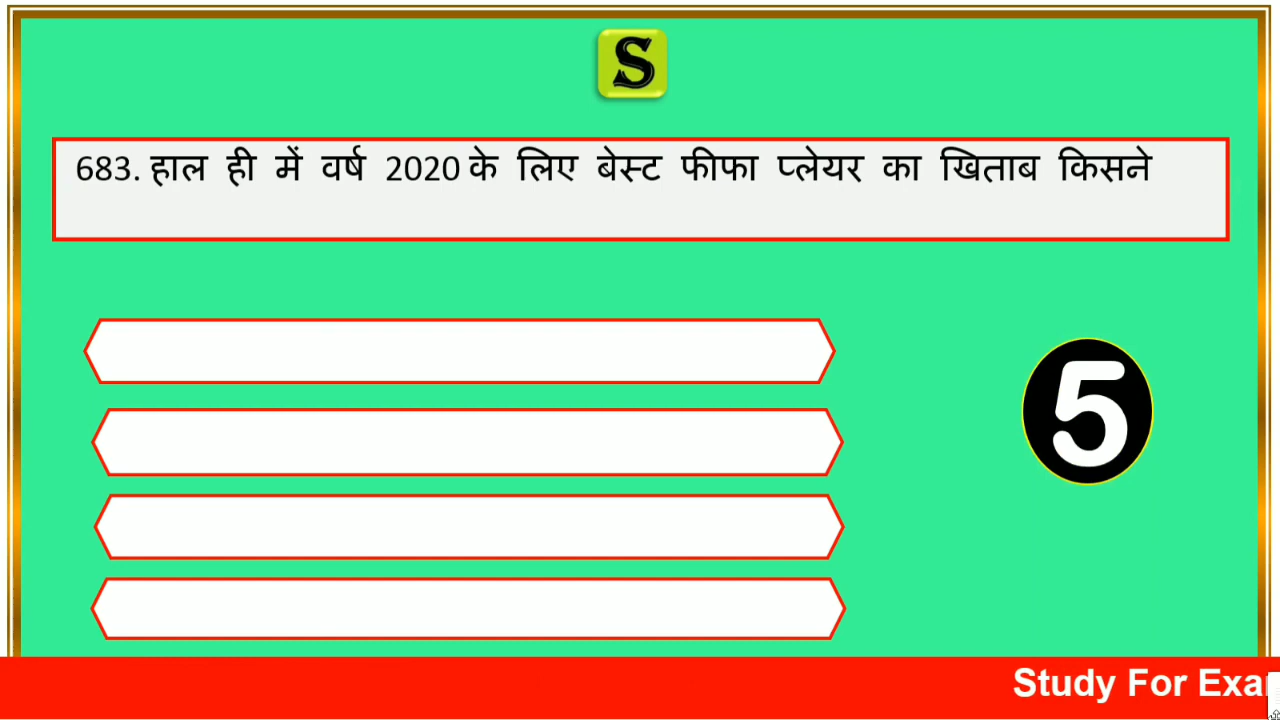 S
683. हाल ही में वर्ष 2020 के लिए बेस्ट फीफा प्लेयर का खिताब किसने
5
Study For Exa